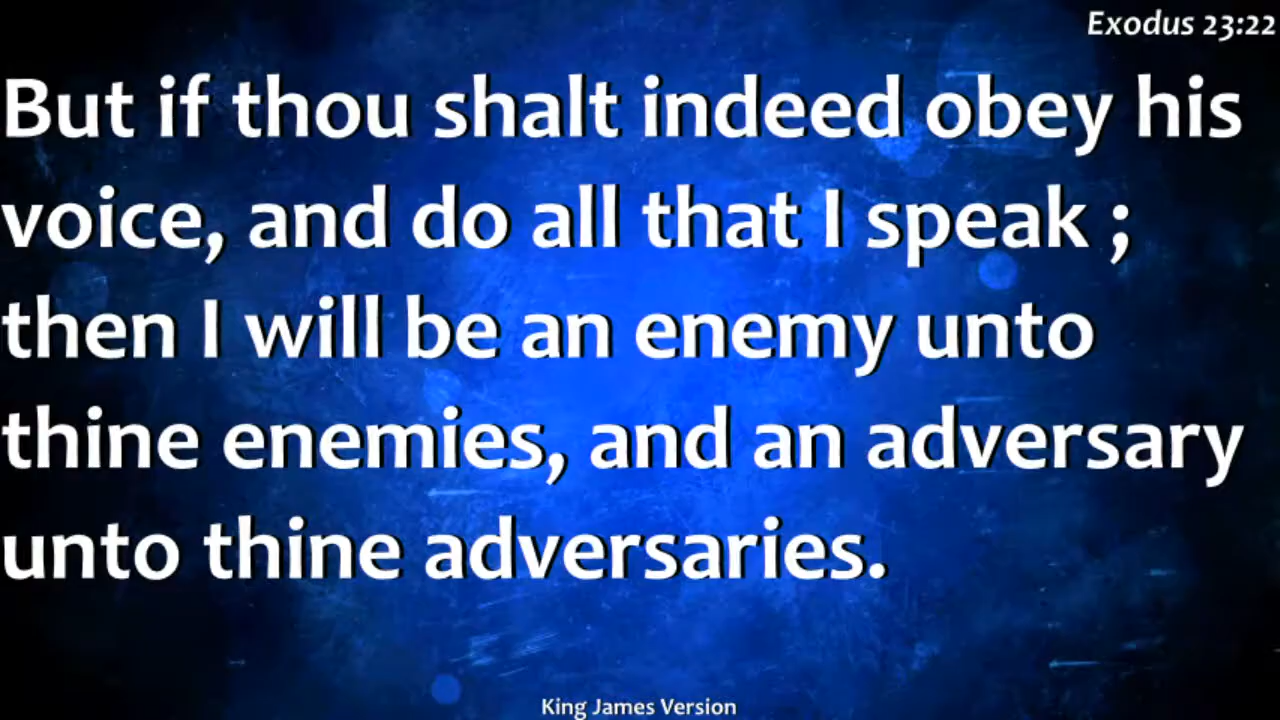 Exodus 23:22
But if thou shalt indeed obey his
voice, and do all that I speak ;
then I will be an enemy unto
thine enemies, and an adversary
unto thine adversaries.
King James Version